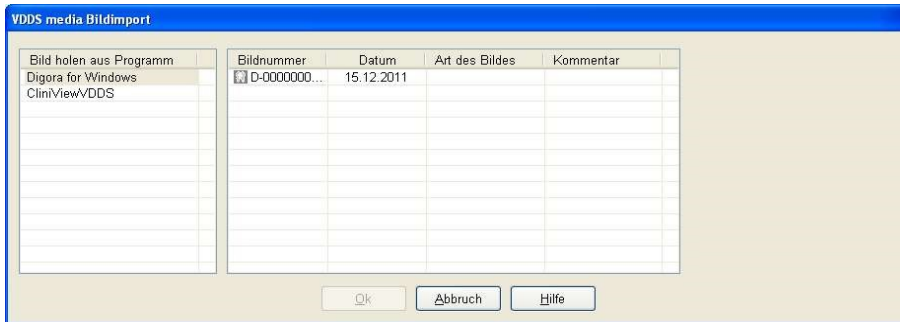 VDDS media Bildimport
Bild holen aus Programm
Digora for Windows
CliniViewVDDS
Bildnummer Datum Art des Bildes Kommentar
D-0000000... 15.12.2011
Ok Abbruch Hilfe